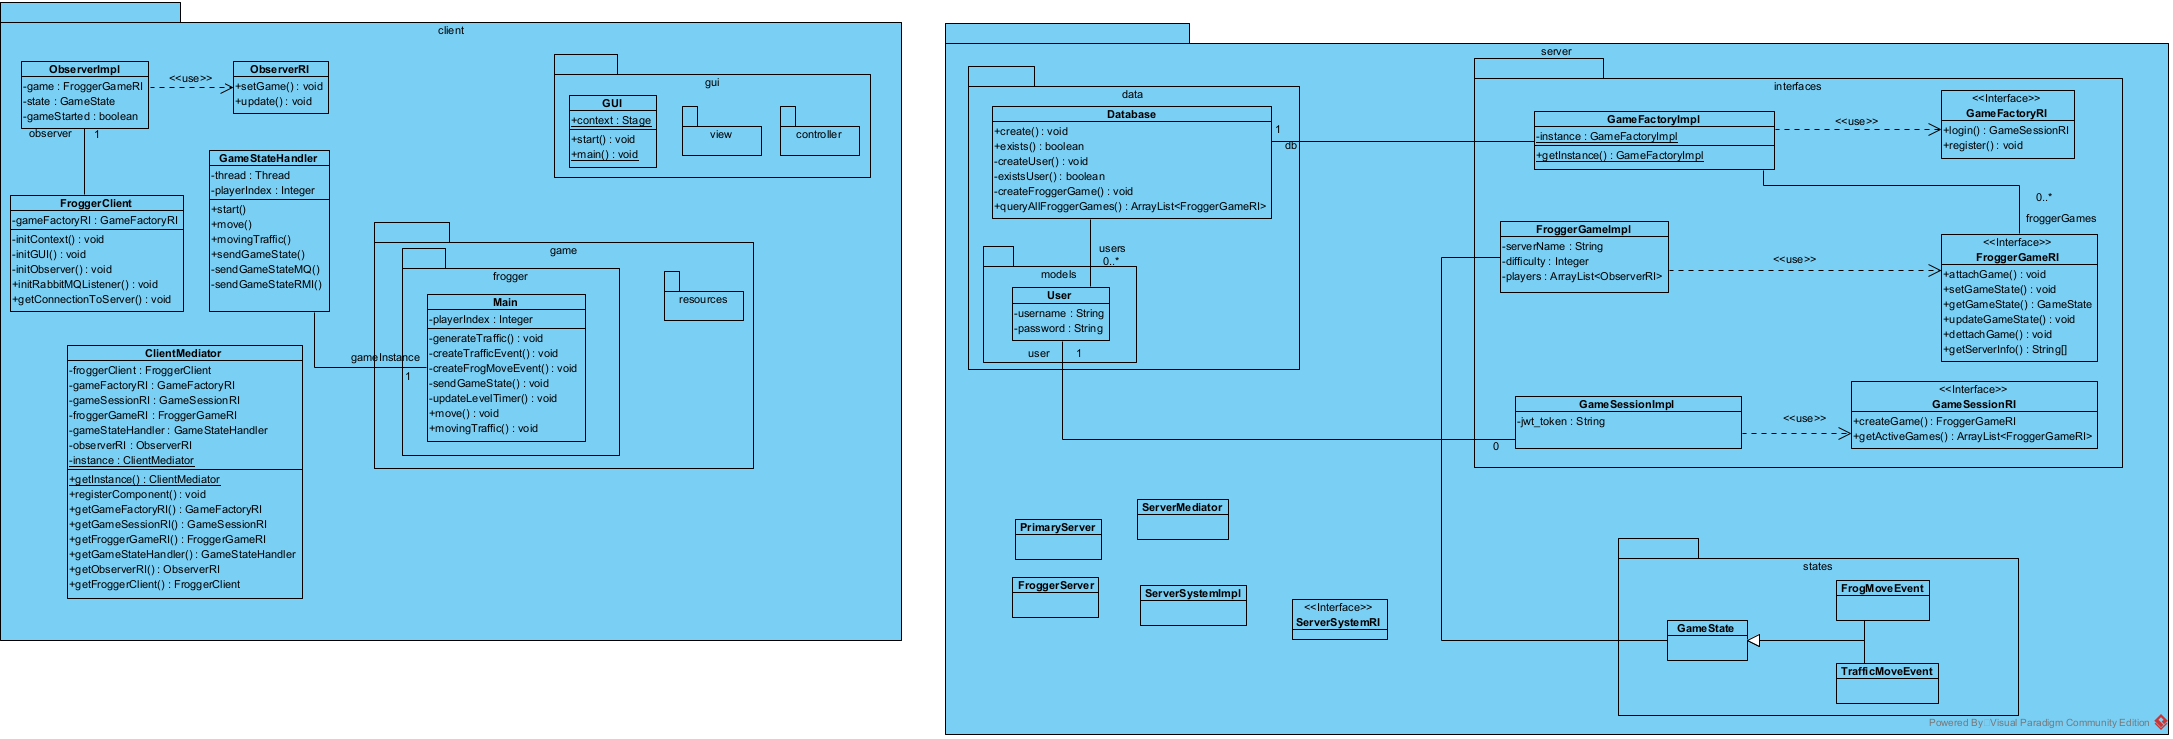 client
ObserverImpl
-game : FroggerGameRI
-state : GameState
-gameStarted : boolean
<<use>>
ObserverRI
+setGame() : void
+update() : void
observer
1
GameStateHandler
-thread : Thread
-playerIndex : Integer
+start()
+move()
+movingTraffic()
+sendGameState()
-sendGameStateMQ()
-sendGameStateRMI()
FroggerClient
-gameFactoryRI : GameFactoryRI
-initContext() : void
-initGUI() : void
-initObserver() : void
+initRabbitMQListener() : void
+getConnectionToServer() : void
gui
GUI
+context : Stage
+start() : void
+main() : void
view
controller
game
frogger
Main
-playerIndex : Integer
-generateTraffic() : void
-createTrafficEvent() : void
-createFrogMoveEvent() : void
-sendGameState() : void
-updateLevelTimer() : void
+move() : void
+movingTraffic() : void
resources
gameInstance
1
ClientMediator
-froggerClient : FroggerClient
-gameFactoryRI : GameFactoryRI
-gameSessionRI : GameSessionRI
-froggerGameRI : FroggerGameRI
-gameStateHandler : GameStateHandler
-observerRI : ObserverRI
-instance : ClientMediator
+getInstance() : ClientMediator
+registerComponent() : void
+getGameFactoryRI() : GameFactoryRI
+getGameSessionRI() : GameSessionRI
+getFroggerGameRI() : FroggerGameRI
+getGameStateHandler() : GameStateHandler
+getObserverRI() : ObserverRI
+getFroggerClient() : FroggerClient
server
data
Database
+create() : void
+exists() : boolean
-createUser() : void
-existsUser() : boolean
-createFroggerGame() : void
+queryAllFroggerGames() : ArrayList<FroggerGameRI>
1
db
users
0..*
models
User
-username : String
-password : String
user
1
interfaces
GameFactoryImpl
-instance : GameFactoryImpl
+getInstance() : GameFactoryImpl
<<use>>
<<Interface>>
GameFactoryRI
+login() : GameSessionRI
+register() : void
0..*
froggerGames
FroggerGameImpl
-serverName : String
-difficulty : Integer
-players : ArrayList<ObserverRI>
<<use>>
<<Interface>>
FroggerGameRI
+attachGame() : void
+setGameState() : void
+getGameState() : GameState
+updateGameState() : void
+dettachGame() : void
+getServerInfo() : String[]
GameSessionImpl
-jwt_token : String
0
<<use>>
<<Interface>>
GameSessionRI
+createGame() : FroggerGameRI
+getActiveGames() : ArrayList<FroggerGameRI>
PrimaryServer
ServerMediator
FroggerServer
ServerSystemImpl
<<Interface>>
ServerSystemRI
states
FrogMoveEvent
GameState
TrafficMoveEvent
Powered By Visual Paradigm Community Edition